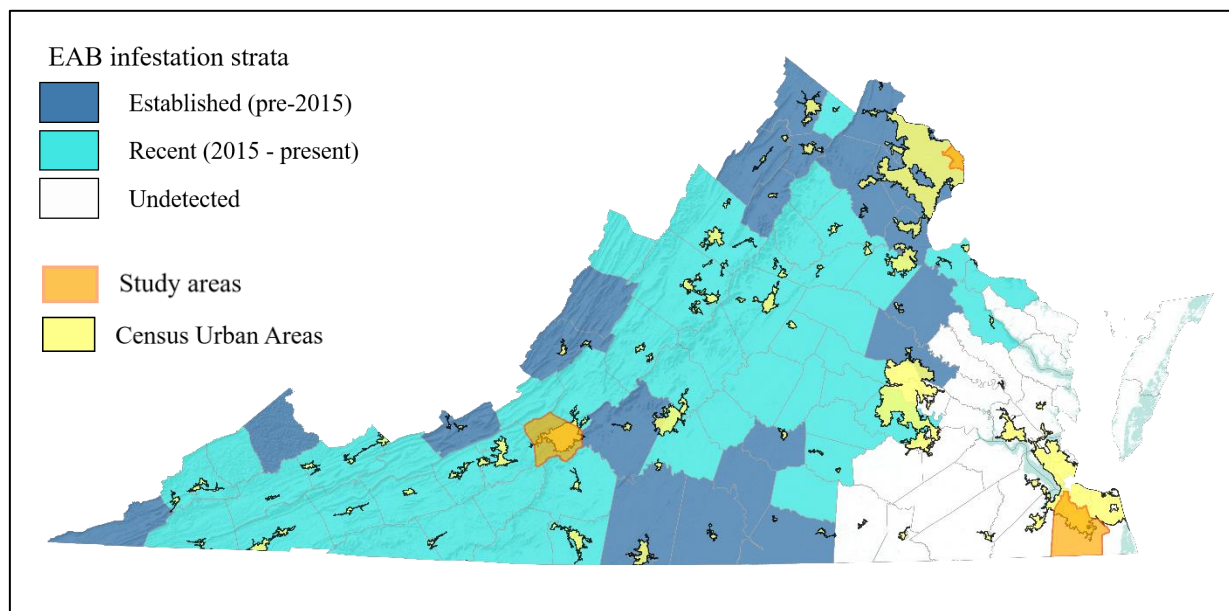 EAB infestation strata
Established (pre-2015)
Recent (2015 - present)
Undetected
Study areas
Census Urban Areas